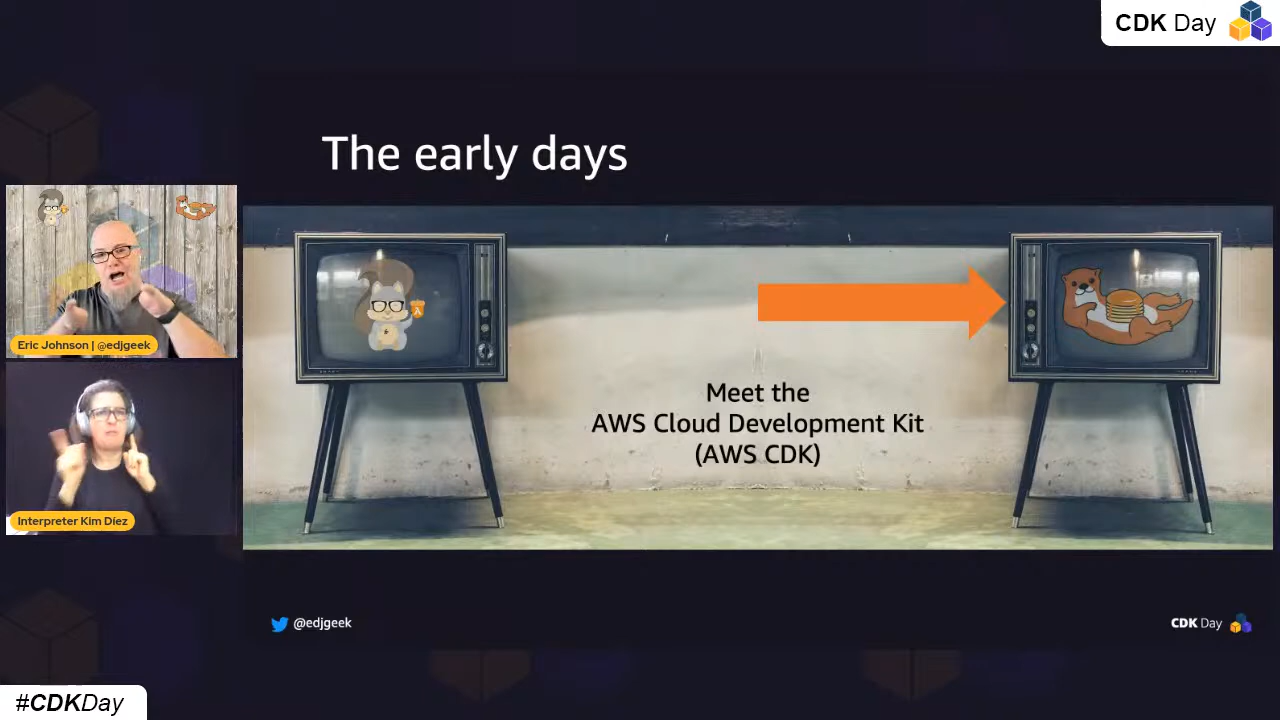 CDK Day
The early days
Meet the
AWS Cloud Development Kit
(AWS CDK)
Eric Johnson | @edjgeek
Interpreter Kim Díez
@edjgeek
CDK Day
#CDKDay